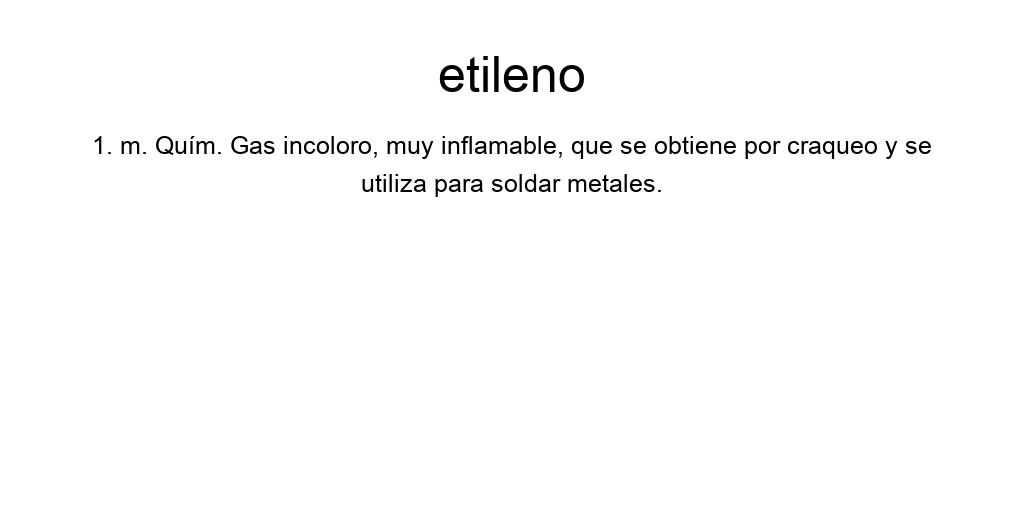 etileno
1. m. Quím. Gas incoloro, muy inflamable, que se obtiene por craqueo y se
utiliza para soldar metales.